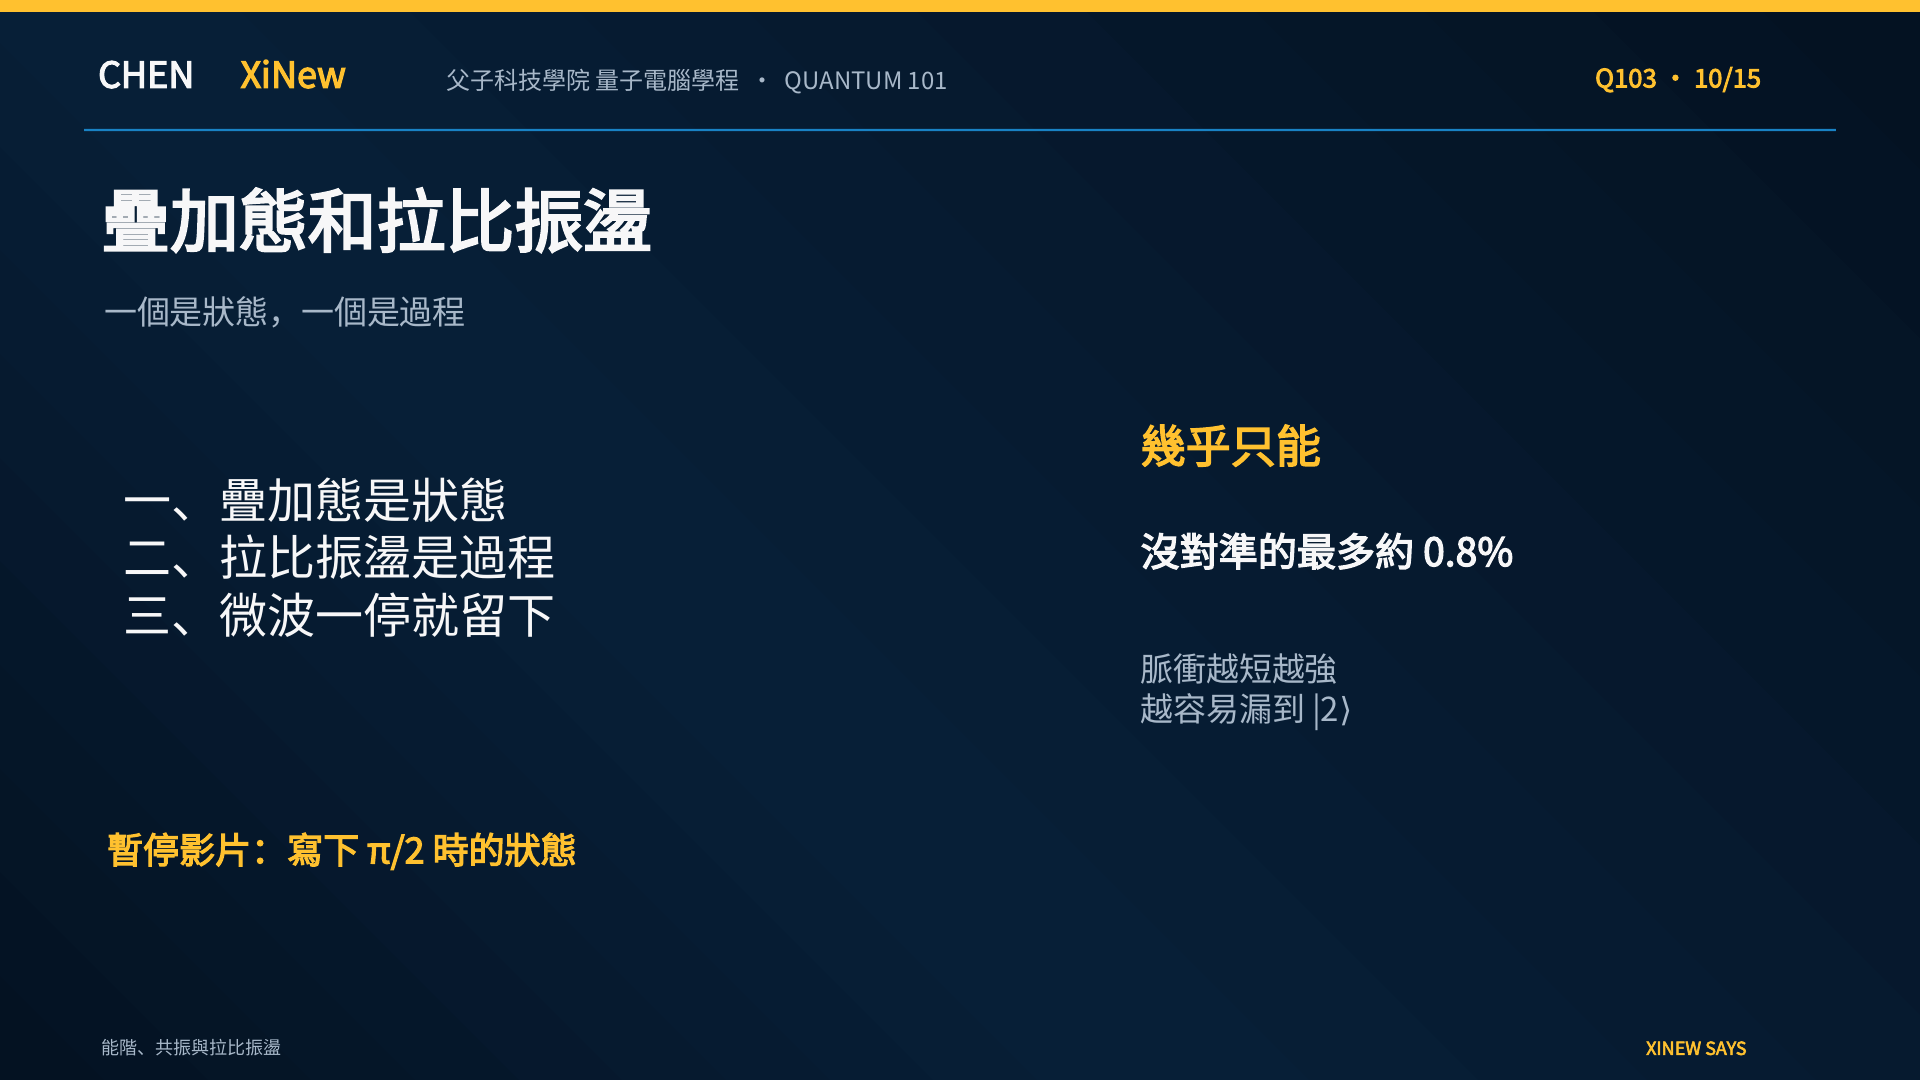 CHEN XiNew 父子科技學院 量子電腦學程 · QUANTUM 101 Q103 · 10/15
疊加態和拉比振盪
一個是狀態，一個是過程
一、疊加態是狀態
二、拉比振盪是過程
三、微波一停就留下
幾乎只能
沒對準的最多約 0.8%
脈衝越短越強
越容易漏到 |2⟩
暫停影片：寫下 π/2 時的狀態
能階、共振與拉比振盪 XINEW SAYS